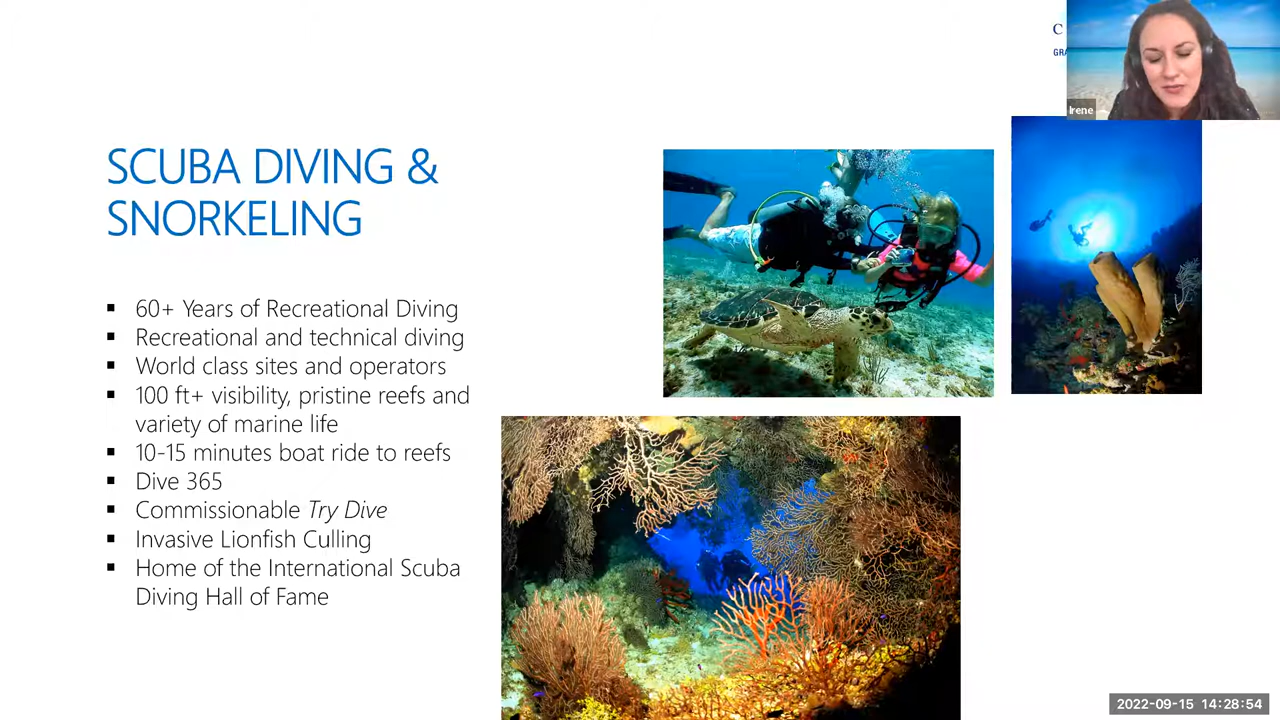 C
GRA
Irene
SCUBA DIVING &
SNORKELING
▪ 60+ Years of Recreational Diving
▪ Recreational and technical diving
▪ World class sites and operators
▪ 100 ft+ visibility, pristine reefs and
variety of marine life
▪ 10-15 minutes boat ride to reefs
▪ Dive 365
▪ Commissionable Try Dive
▪ Invasive Lionfish Culling
▪ Home of the International Scuba
Diving Hall of Fame
2022-09-15 14:28:54